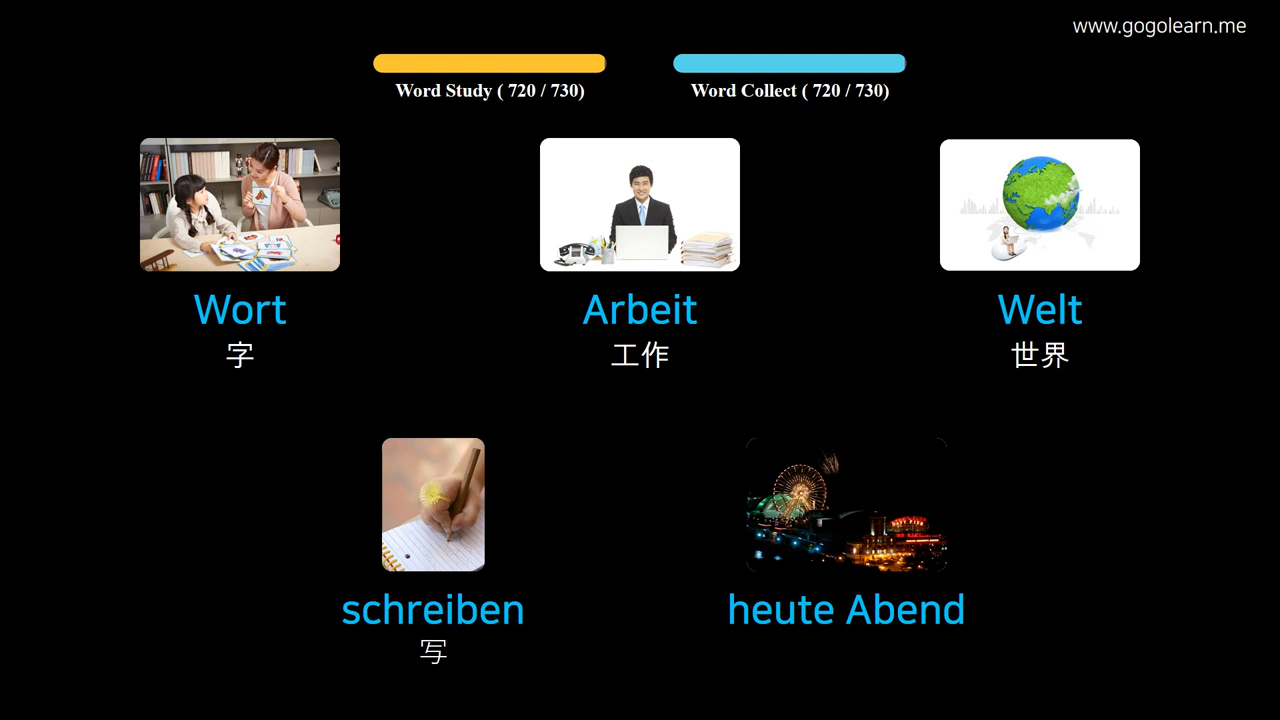 www.gogolearn.me
Word Study ( 720 / 730)
Word Collect ( 720 / 730)
Wort
字
Arbeit
工作
Welt
世界
schreiben
写
heute Abend